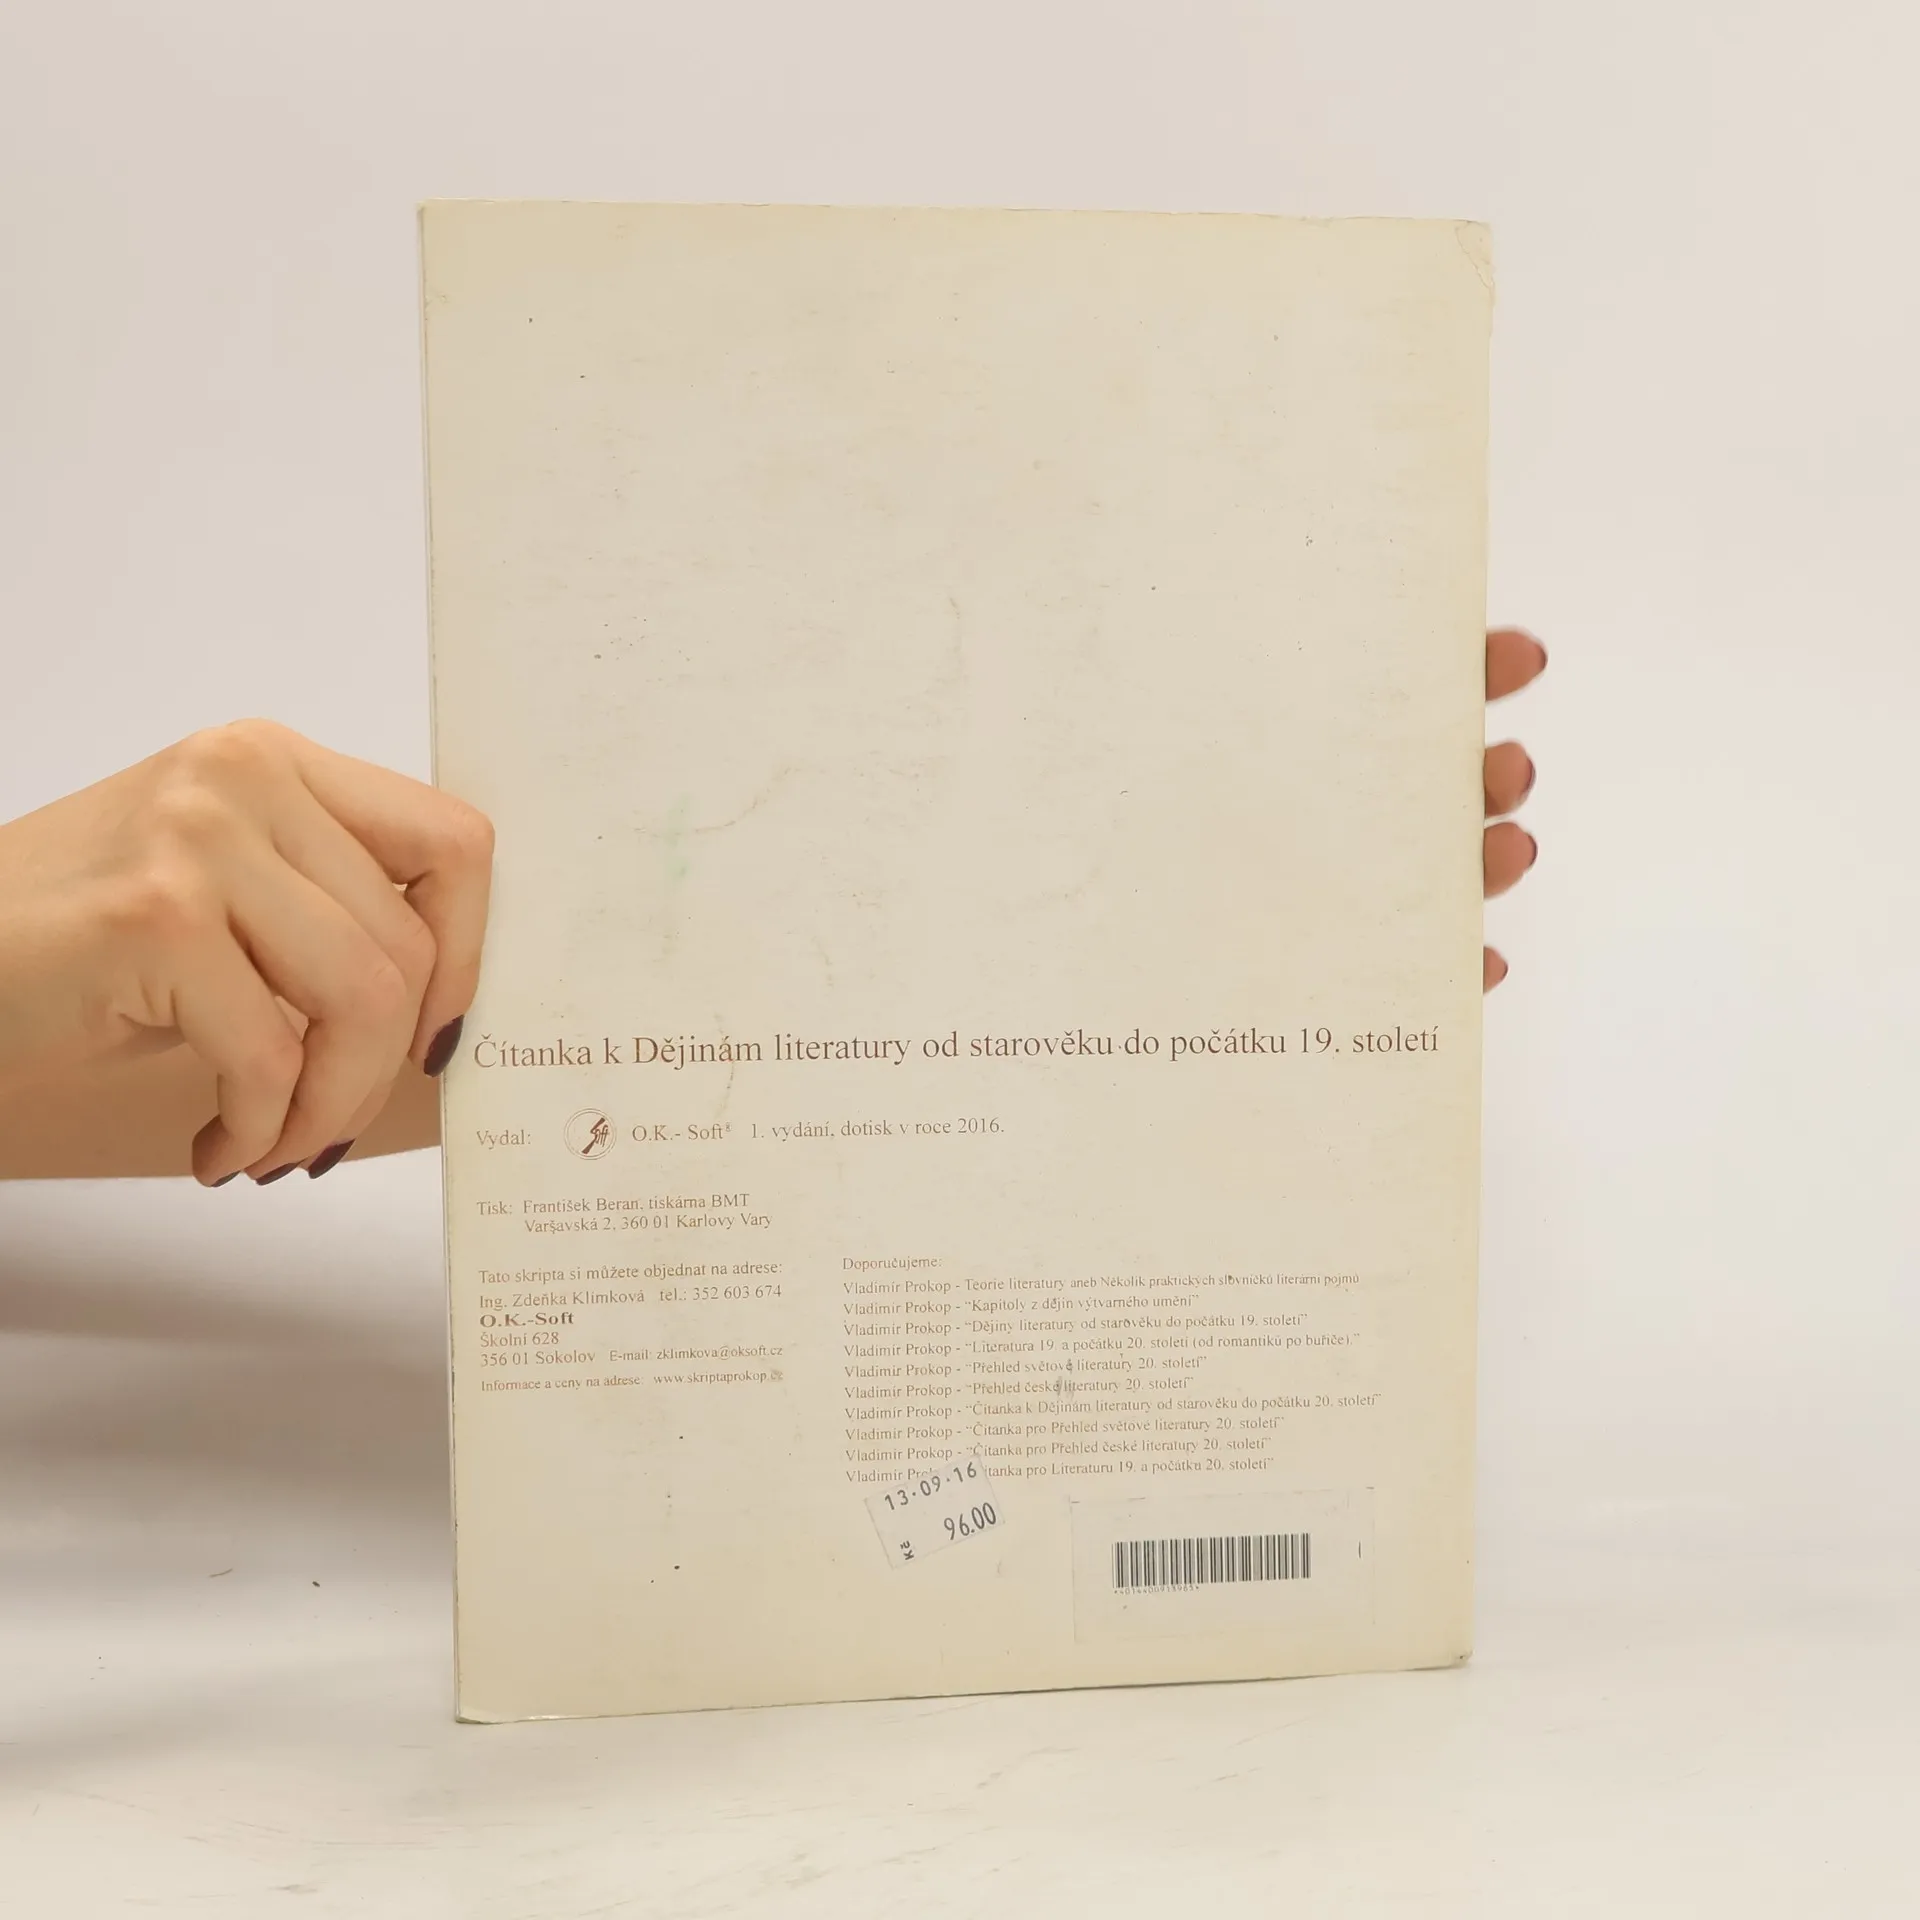 Čítanka k Dějinám literatury od starověku do počátku 19. století
Vydal: Soft O.K.- Soft® 1. vydání, dotisk v roce 2016.
Tisk: František Beran, tiskárna BMT
Varšavská 2, 360 01 Karlovy Vary
Tato skripta si můžete objednat na adrese:
Ing. Zdeňka Klímková tel.: 352 603 674
O.K.-Soft
Školní 628
356 01 Sokolov E-mail: zklimkova@oksoft.cz
Informace a ceny na adrese: www.skriptaprokop.cz
Doporučujeme:
Vladimír Prokop - Teorie literatury aneb Několik praktických slovníčků literární pojmů
Vladimír Prokop - “Kapitoly z dějin výtvarného umění”
Vladimír Prokop - “Dějiny literatury od starověku do počátku 19. století”
Vladimír Prokop - “Literatura 19. a počátku 20. století (od romantiků po buřiče).”
Vladimír Prokop - “Přehled světové literatury 20. století”
Vladimír Prokop - “Přehled české literatury 20. století”
Vladimír Prokop - “Čítanka k Dějinám literatury od starověku do počátku 20. století”
Vladimír Prokop - “Čítanka pro Přehled světové literatury 20. století”
Vladimír Prokop - “Čítanka pro Přehled české literatury 20. století”
Vladimír Pr ítanka pro Literaturu 19. a počátku 20. století”
13·09·16
Kč 96.00